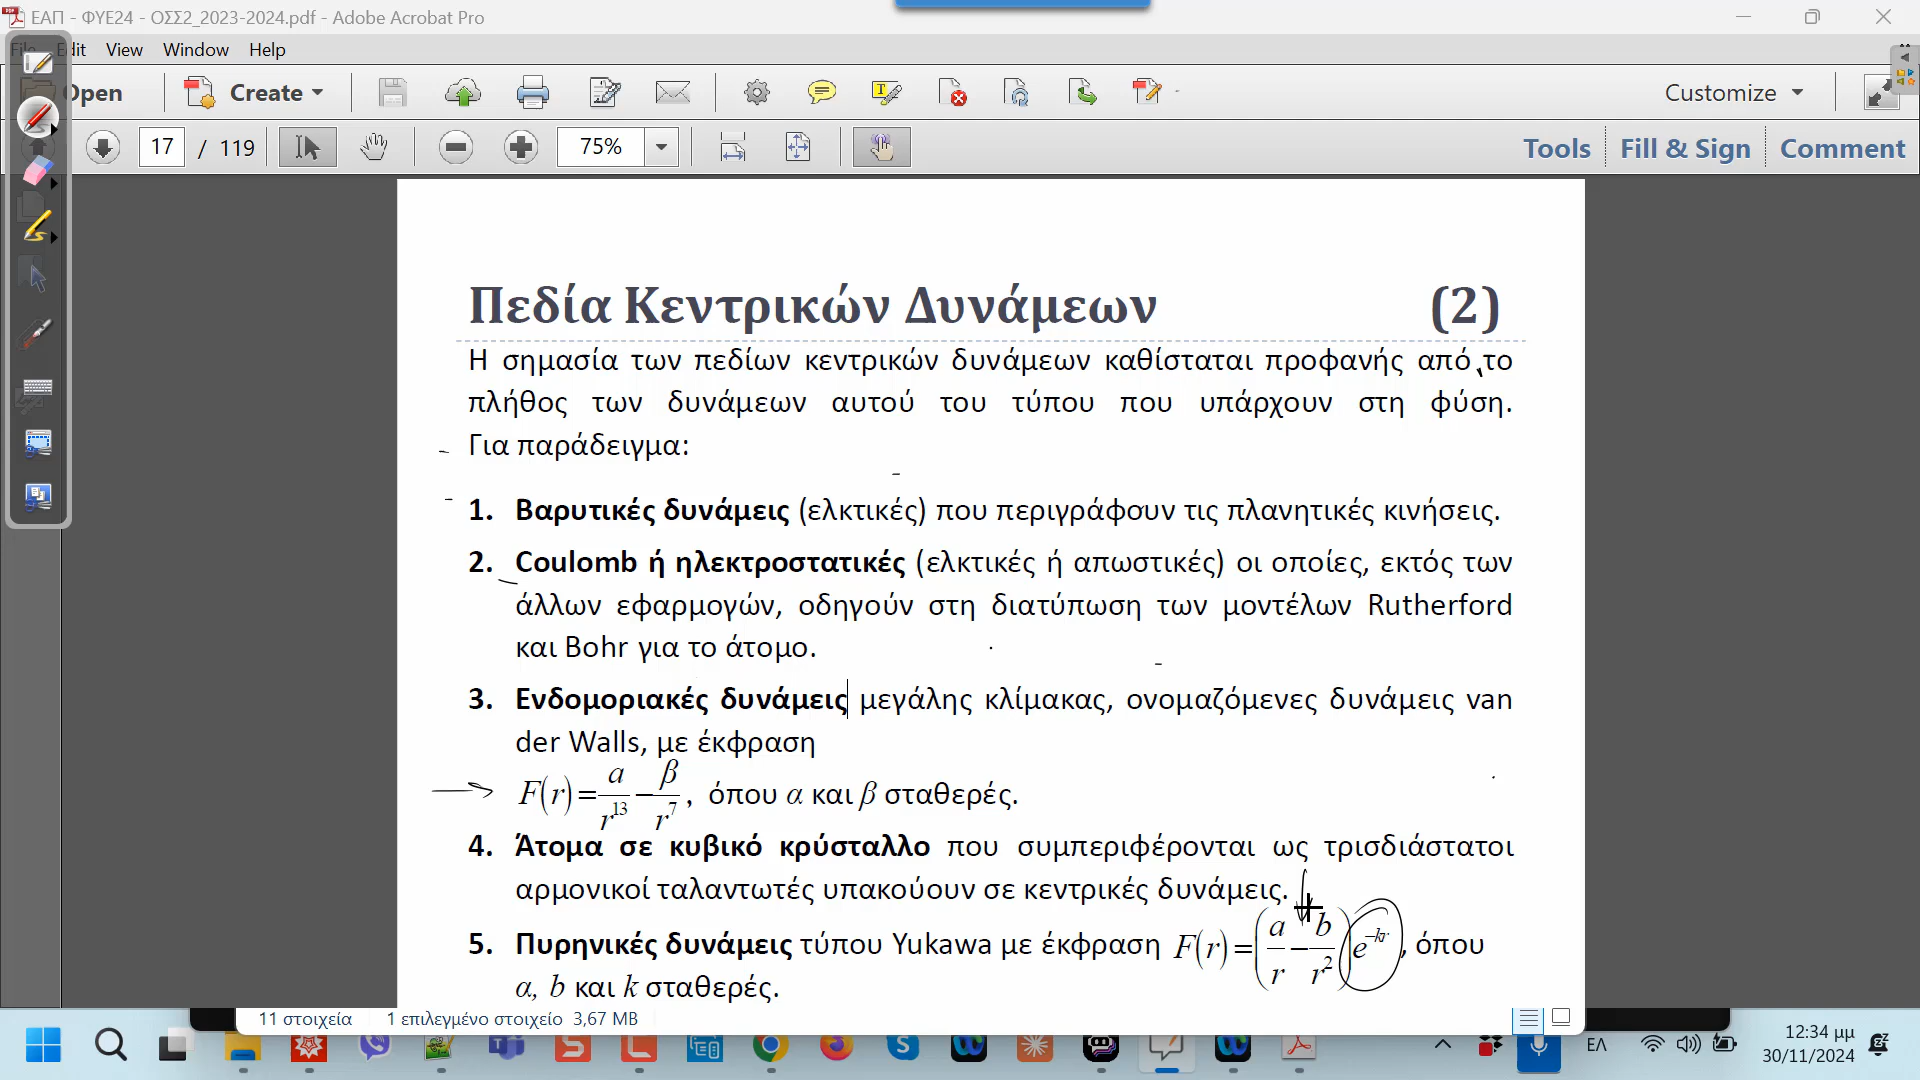 ΕΑΠ - ΦΥΕ24 - ΟΣΣ2_2023-2024.pdf - Adobe Acrobat Pro
File Edit View Window Help
Open Create Customize
17 / 119 75% Tools Fill & Sign Comment
Πεδία Κεντρικών Δυνάμεων (2)
Η σημασία των πεδίων κεντρικών δυνάμεων καθίσταται προφανής από το
πλήθος των δυνάμεων αυτού του τύπου που υπάρχουν στη φύση.
Για παράδειγμα:
1. Βαρυτικές δυνάμεις (ελκτικές) που περιγράφουν τις πλανητικές κινήσεις.
2. Coulomb ή ηλεκτροστατικές (ελκτικές ή απωστικές) οι οποίες, εκτός των
άλλων εφαρμογών, οδηγούν στη διατύπωση των μοντέλων Rutherford
και Bohr για το άτομο.
3. Ενδομοριακές δυνάμεις μεγάλης κλίμακας, ονομαζόμενες δυνάμεις van
der Walls, με έκφραση
F(r)=a/r^13−β/r^7, όπου α και β σταθερές.
4. Άτομα σε κυβικό κρύσταλλο που συμπεριφέρονται ως τρισδιάστατοι
αρμονικοί ταλαντωτές υπακούουν σε κεντρικές δυνάμεις.
5. Πυρηνικές δυνάμεις τύπου Yukawa με έκφραση F(r)=(a/r−b/r^2)e^−kr, όπου
α, b και k σταθερές.
11 στοιχεία 1 επιλεγμένο στοιχείο 3,67 MB
ΕΛ 12:34 μμ
30/11/2024